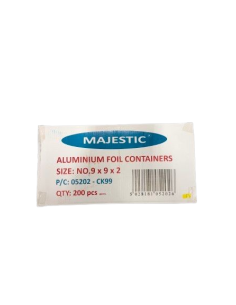 MAJESTIC®
ALUMINIUM FOIL CONTAINERS
SIZE: NO,9 x 9 x 2
P/C: 05202 - CK99
QTY: 200 pcs